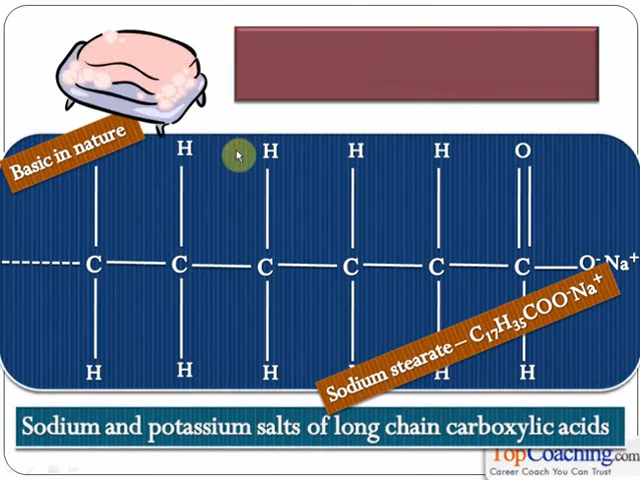 Basic in nature
H H H H O
C C C C C C O⁻Na⁺
Sodium stearate – C₁₇H₃₅COO⁻Na⁺
H H H H H
Sodium and potassium salts of long chain carboxylic acids
TopCoaching.com
Career Coach You Can Trust